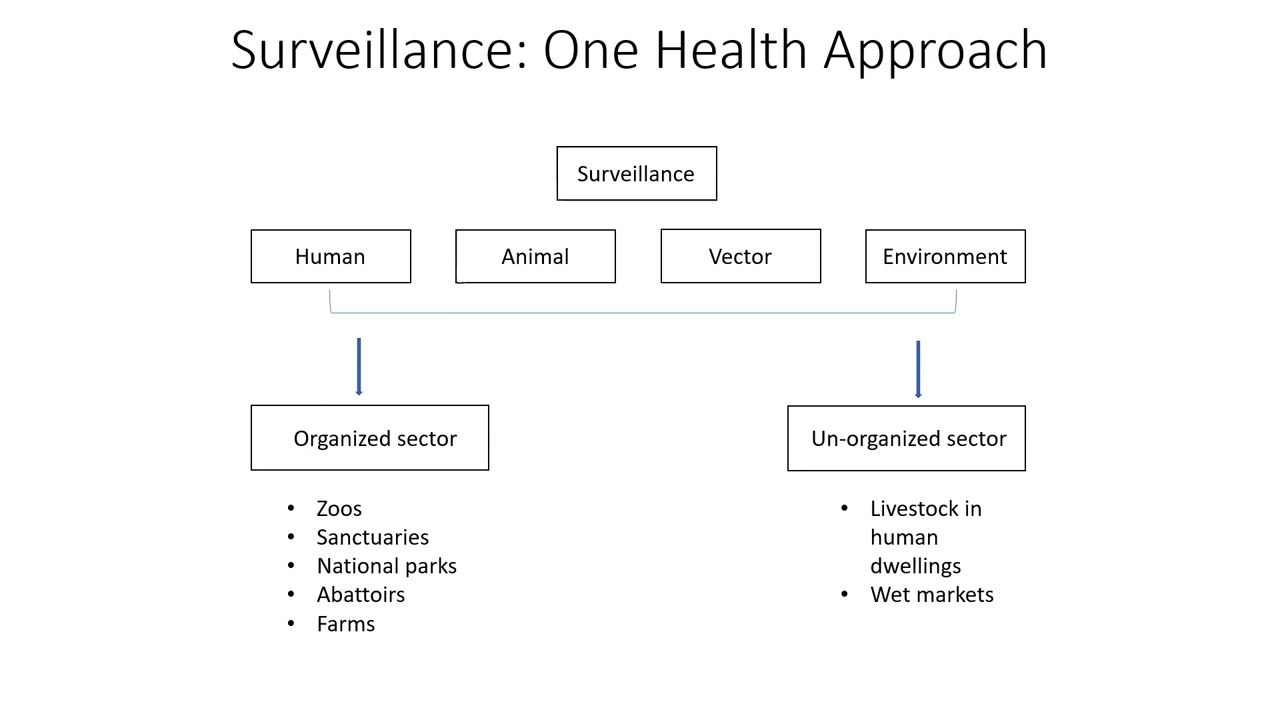 Surveillance: One Health Approach
Surveillance
Human
Animal
Vector
Environment
Organized sector
Un-organized sector
• Zoos
• Sanctuaries
• National parks
• Abattoirs
• Farms
• Livestock in
human
dwellings
• Wet markets